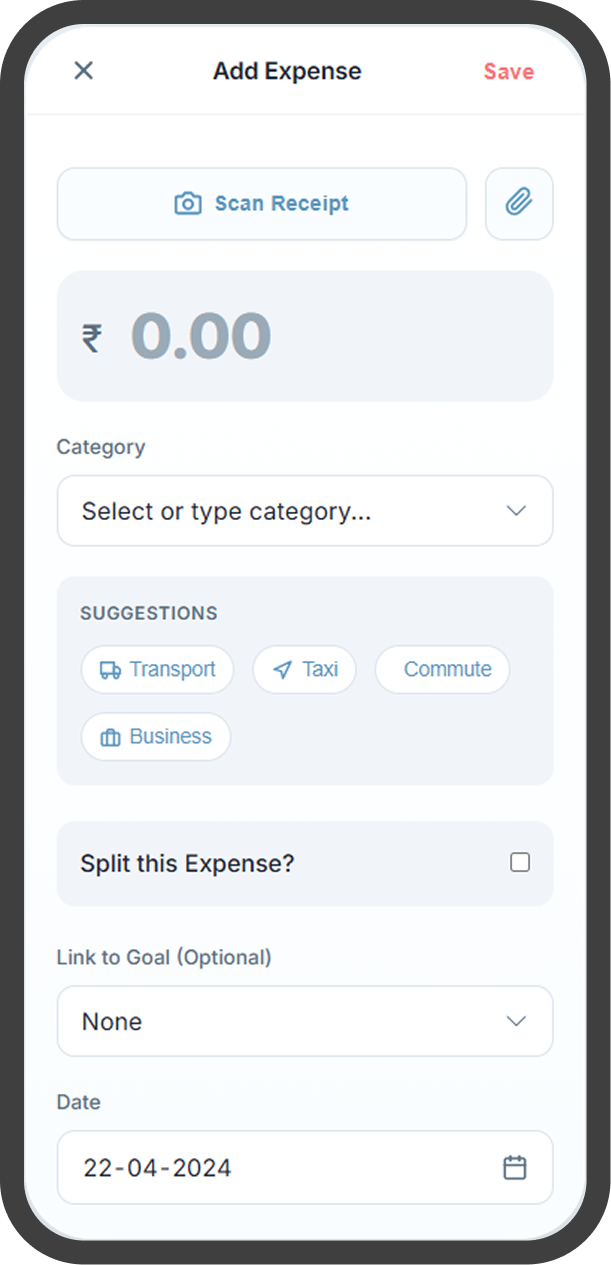 Add Expense Save
Scan Receipt
₹ 0.00
Category
Select or type category...
SUGGESTIONS
Transport Taxi Commute
Business
Split this Expense?
Link to Goal (Optional)
None
Date
22-04-2024